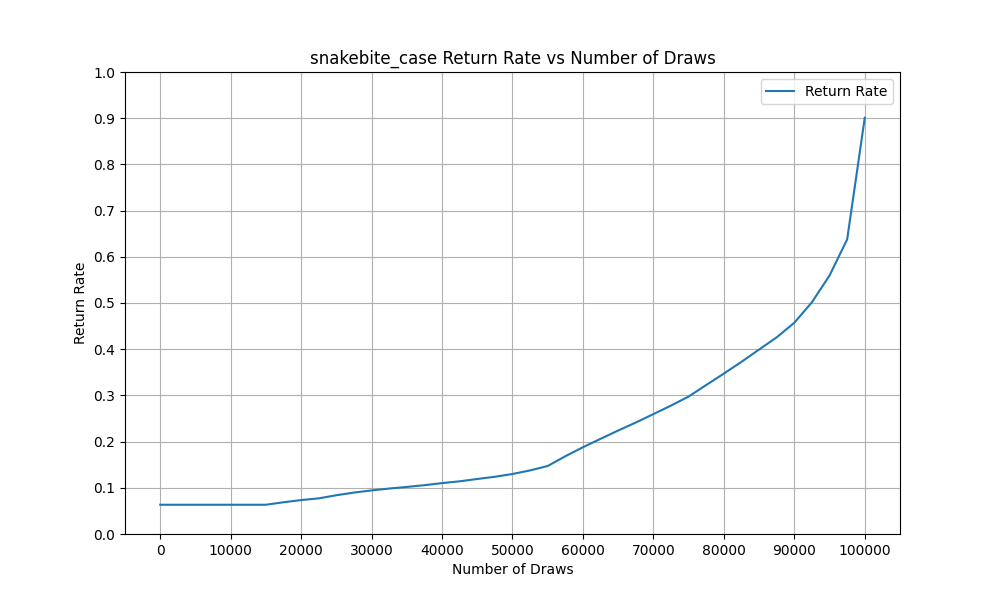 snakebite_case Return Rate vs Number of Draws
Return Rate
1.0
0.9
0.8
0.7
0.6
0.5
0.4
0.3
0.2
0.1
0.0
Return Rate
0 10000 20000 30000 40000 50000 60000 70000 80000 90000 100000
Number of Draws